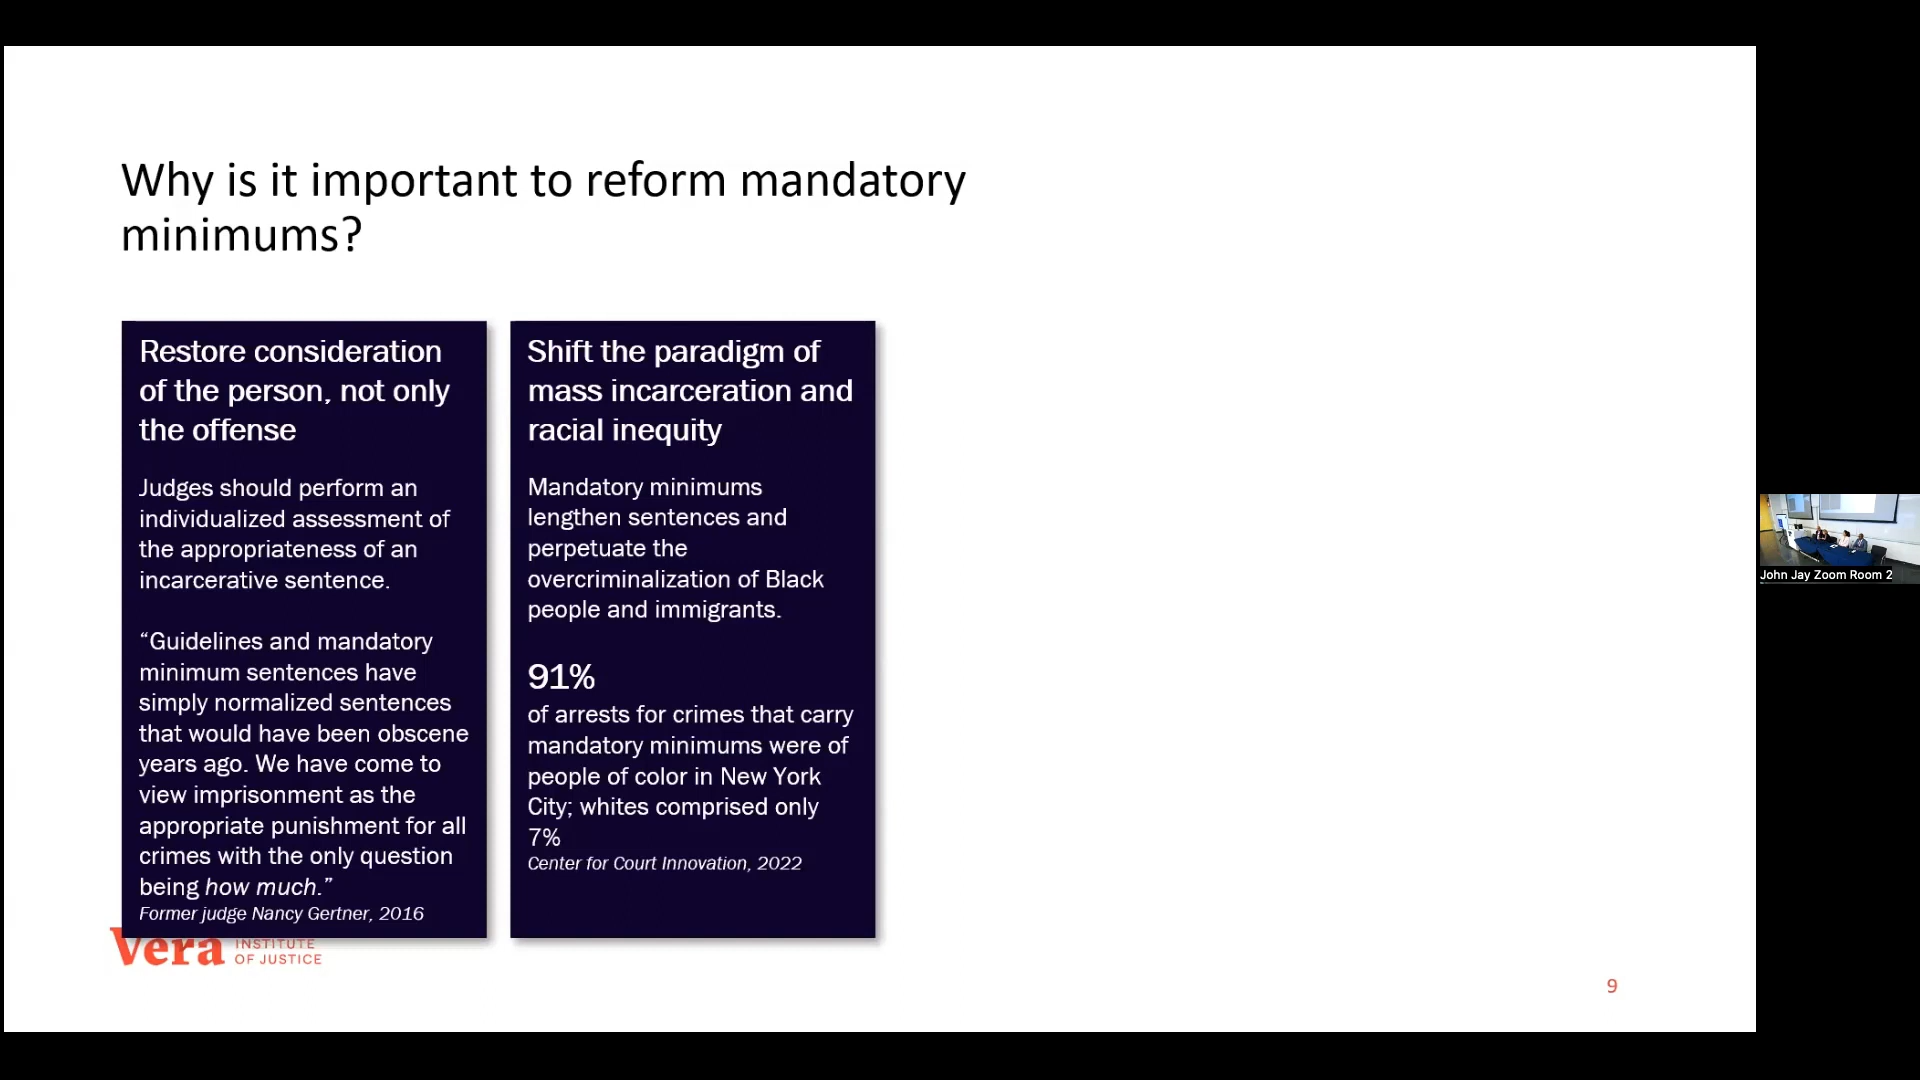 Why is it important to reform mandatory
minimums?
Restore consideration
of the person, not only
the offense
Judges should perform an
individualized assessment of
the appropriateness of an
incarcerative sentence.
“Guidelines and mandatory
minimum sentences have
simply normalized sentences
that would have been obscene
years ago. We have come to
view imprisonment as the
appropriate punishment for all
crimes with the only question
being how much.”
Former judge Nancy Gertner, 2016
Shift the paradigm of
mass incarceration and
racial inequity
Mandatory minimums
lengthen sentences and
perpetuate the
overcriminalization of Black
people and immigrants.
91%
of arrests for crimes that carry
mandatory minimums were of
people of color in New York
City; whites comprised only
7%
Center for Court Innovation, 2022
Vera INSTITUTE
OF JUSTICE
9
John Jay Zoom Room 2